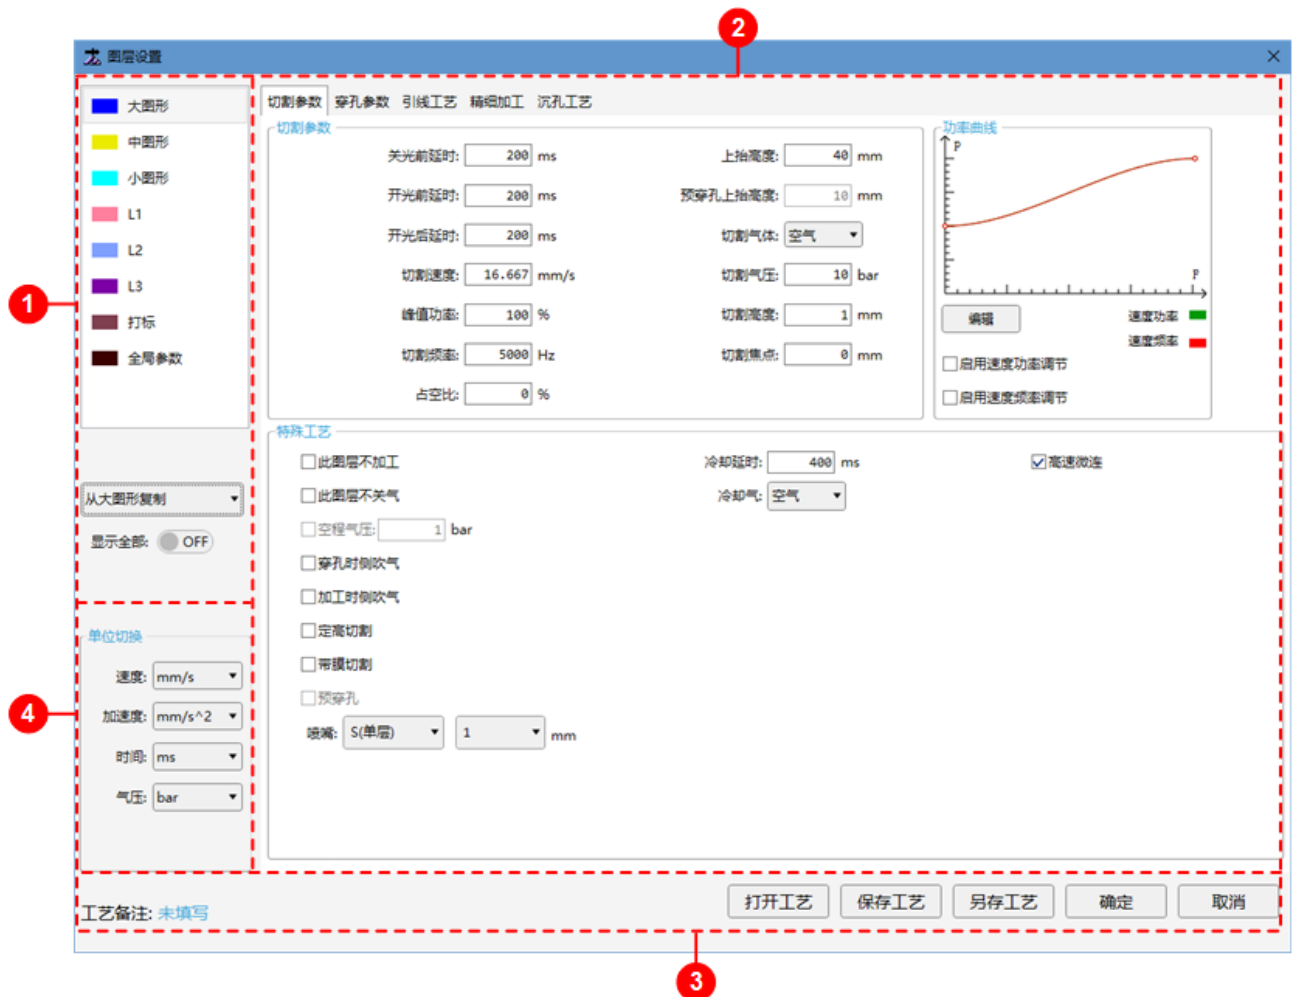 2
图层设置
大图形
中图形
小图形
L1
L2
L3
打标
全局参数
1
从大图形复制
显示全部: OFF
切割参数 穿孔参数 引线工艺 精细加工 沉孔工艺
切割参数
关光前延时: 200 ms
开光前延时: 200 ms
开光后延时: 200 ms
切割速度: 16.667 mm/s
峰值功率: 100 %
切割频率: 5000 Hz
占空比: 0 %
上抬高度: 40 mm
预穿孔上抬高度: 10 mm
切割气体: 空气
切割气压: 10 bar
切割高度: 1 mm
切割焦点: 0 mm
功率曲线
P
P
编辑
速度功率
速度频率
启用速度功率调节
启用速度频率调节
特殊工艺
此图层不加工
此图层不关气
空程气压: 1 bar
穿孔时侧吹气
加工时侧吹气
定高切割
带膜切割
预穿孔
喷嘴: S(单层) 1 mm
冷却延时: 400 ms
冷却气: 空气
高速微连
单位切换
速度: mm/s
加速度: mm/s^2
时间: ms
气压: bar
4
工艺备注: 未填写
打开工艺 保存工艺 另存工艺 确定 取消
3